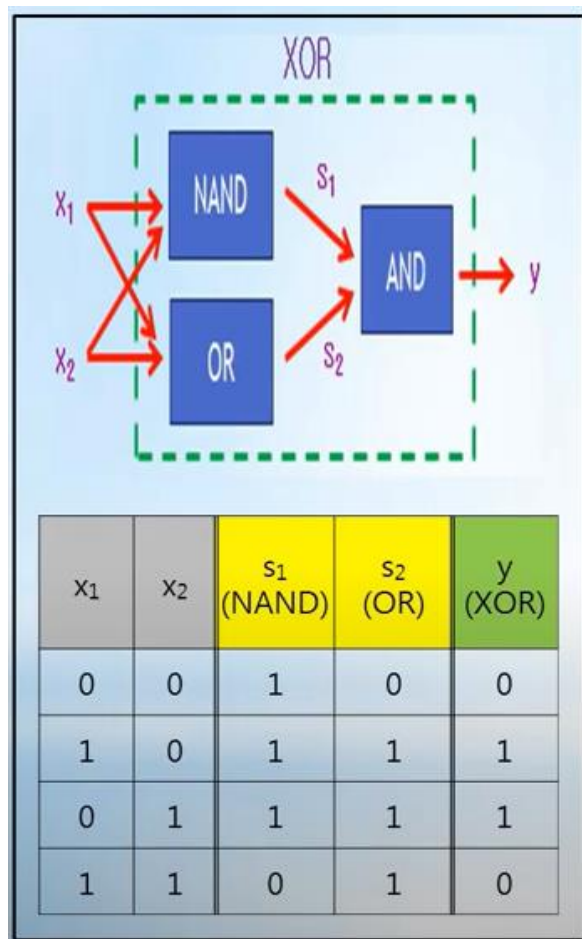 XOR
NAND
x₁
s₁
AND
y
x₂
OR
s₂
x₁ x₂ s₁ (NAND) s₂ (OR) y (XOR)
0 0 1 0 0
1 0 1 1 1
0 1 1 1 1
1 1 0 1 0